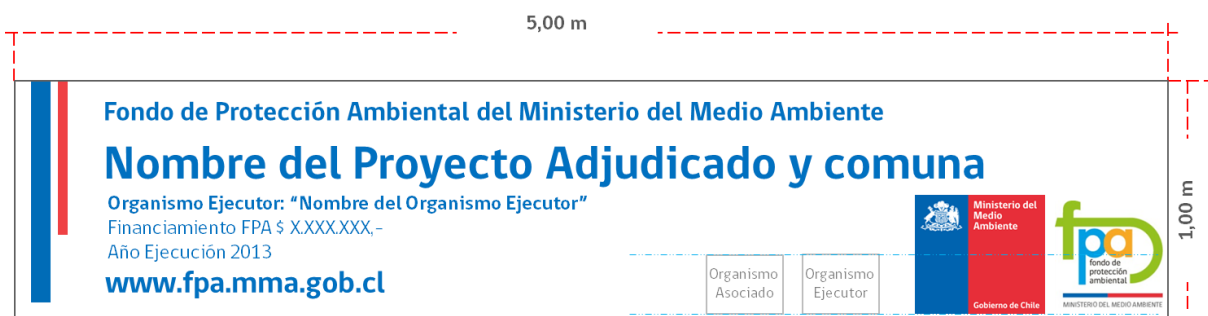 5,00 m
Fondo de Protección Ambiental del Ministerio del Medio Ambiente
Nombre del Proyecto Adjudicado y comuna
Organismo Ejecutor: “Nombre del Organismo Ejecutor”
Financiamiento FPA $ X.XXX.XXX,-
Año Ejecución 2013
www.fpa.mma.gob.cl
Organismo
Asociado
Organismo
Ejecutor
Ministerio del
Medio
Ambiente
Gobierno de Chile
fpa
fondo de
protección
ambiental
MINISTERIO DEL MEDIO AMBIENTE
1,00 m